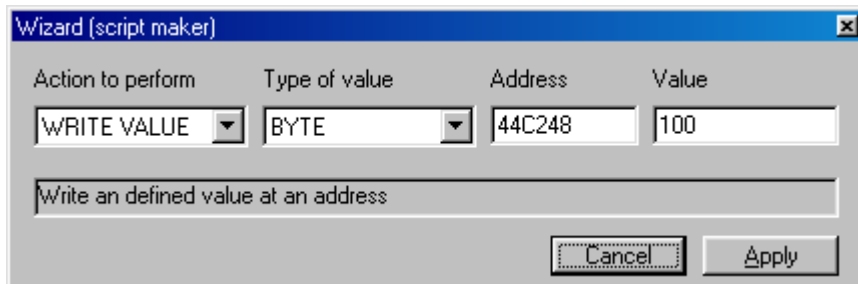 Wizard (script maker)
Action to perform Type of value Address Value
WRITE VALUE BYTE 44C248 100
Write an defined value at an address
Cancel Apply